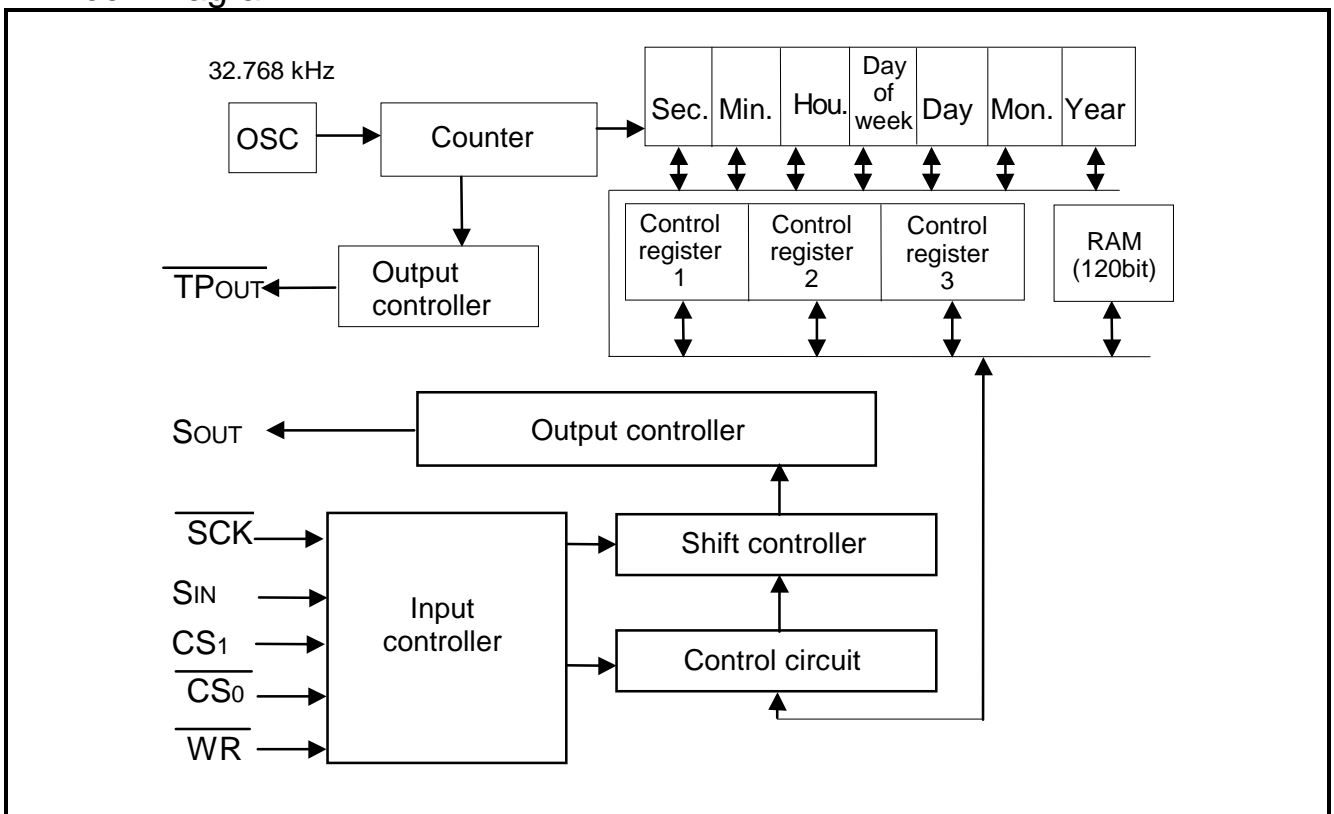 32.768 kHz
OSC
Counter
Sec.
Min.
Hou.
Day
of
week
Day
Mon.
Year
Control
register
1
Control
register
2
Control
register
3
RAM
(120bit)
TPOUT
Output
controller
SOUT
Output controller
SCK
SIN
CS1
CS0
WR
Input
controller
Shift controller
Control circuit